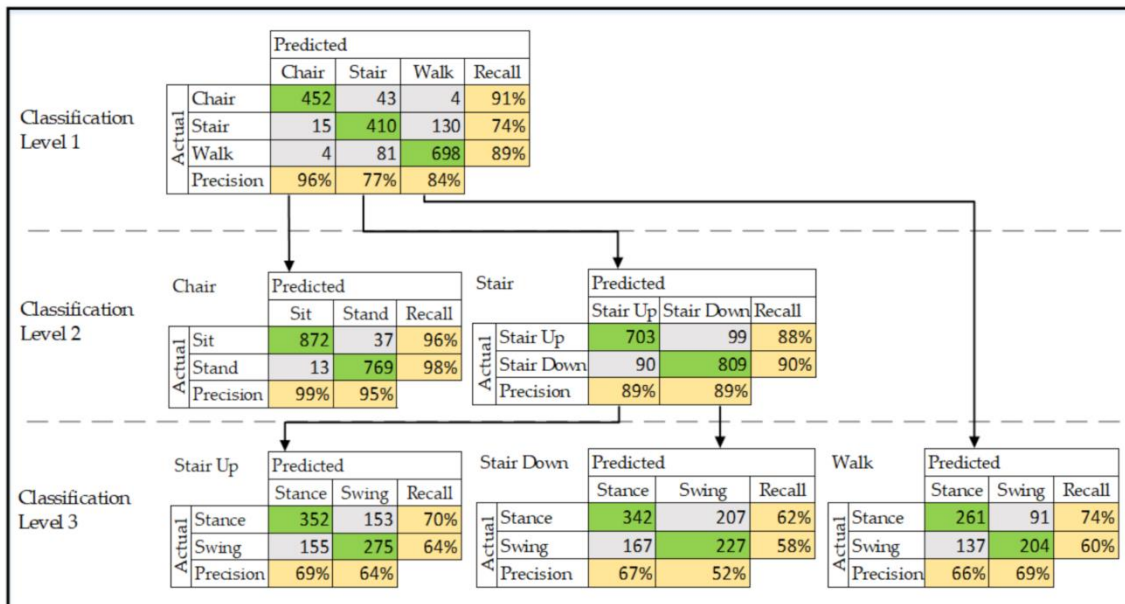 Predicted
Chair Stair Walk Recall
Classification Level 1
Actual
Chair 452 43 4 91%
Stair 15 410 130 74%
Walk 4 81 698 89%
Precision 96% 77% 84%
Classification Level 2
Chair
Predicted
Sit Stand Recall
Actual
Sit 872 37 96%
Stand 13 769 98%
Precision 99% 95%
Stair
Predicted
Stair Up Stair Down Recall
Actual
Stair Up 703 99 88%
Stair Down 90 809 90%
Precision 89% 89%
Classification Level 3
Stair Up
Predicted
Stance Swing Recall
Actual
Stance 352 153 70%
Swing 155 275 64%
Precision 69% 64%
Stair Down
Predicted
Stance Swing Recall
Actual
Stance 342 207 62%
Swing 167 227 58%
Precision 67% 52%
Walk
Predicted
Stance Swing Recall
Actual
Stance 261 91 74%
Swing 137 204 60%
Precision 66% 69%